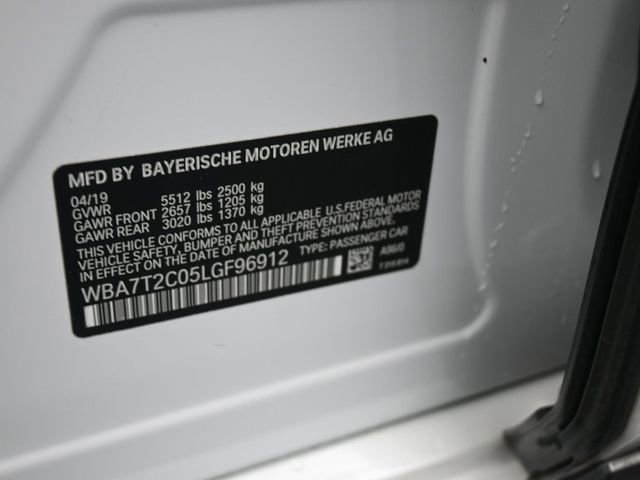 MFD BY BAYERISCHE MOTOREN WERKE AG
04/19
GVWR 5512 lbs 2500 kg
GAWR FRONT 2657 lbs 1205 kg
GAWR REAR 3020 lbs 1370 kg
THIS VEHICLE CONFORMS TO ALL APPLICABLE U.S.FEDERAL MOTOR
VEHICLE SAFETY, BUMPER AND THEFT PREVENTION STANDARDS
IN EFFECT ON THE DATE OF MANUFACTURE SHOWN ABOVE.
WBA7T2C05LGF96912 TYPE: PASSENGER CAR
A96/0